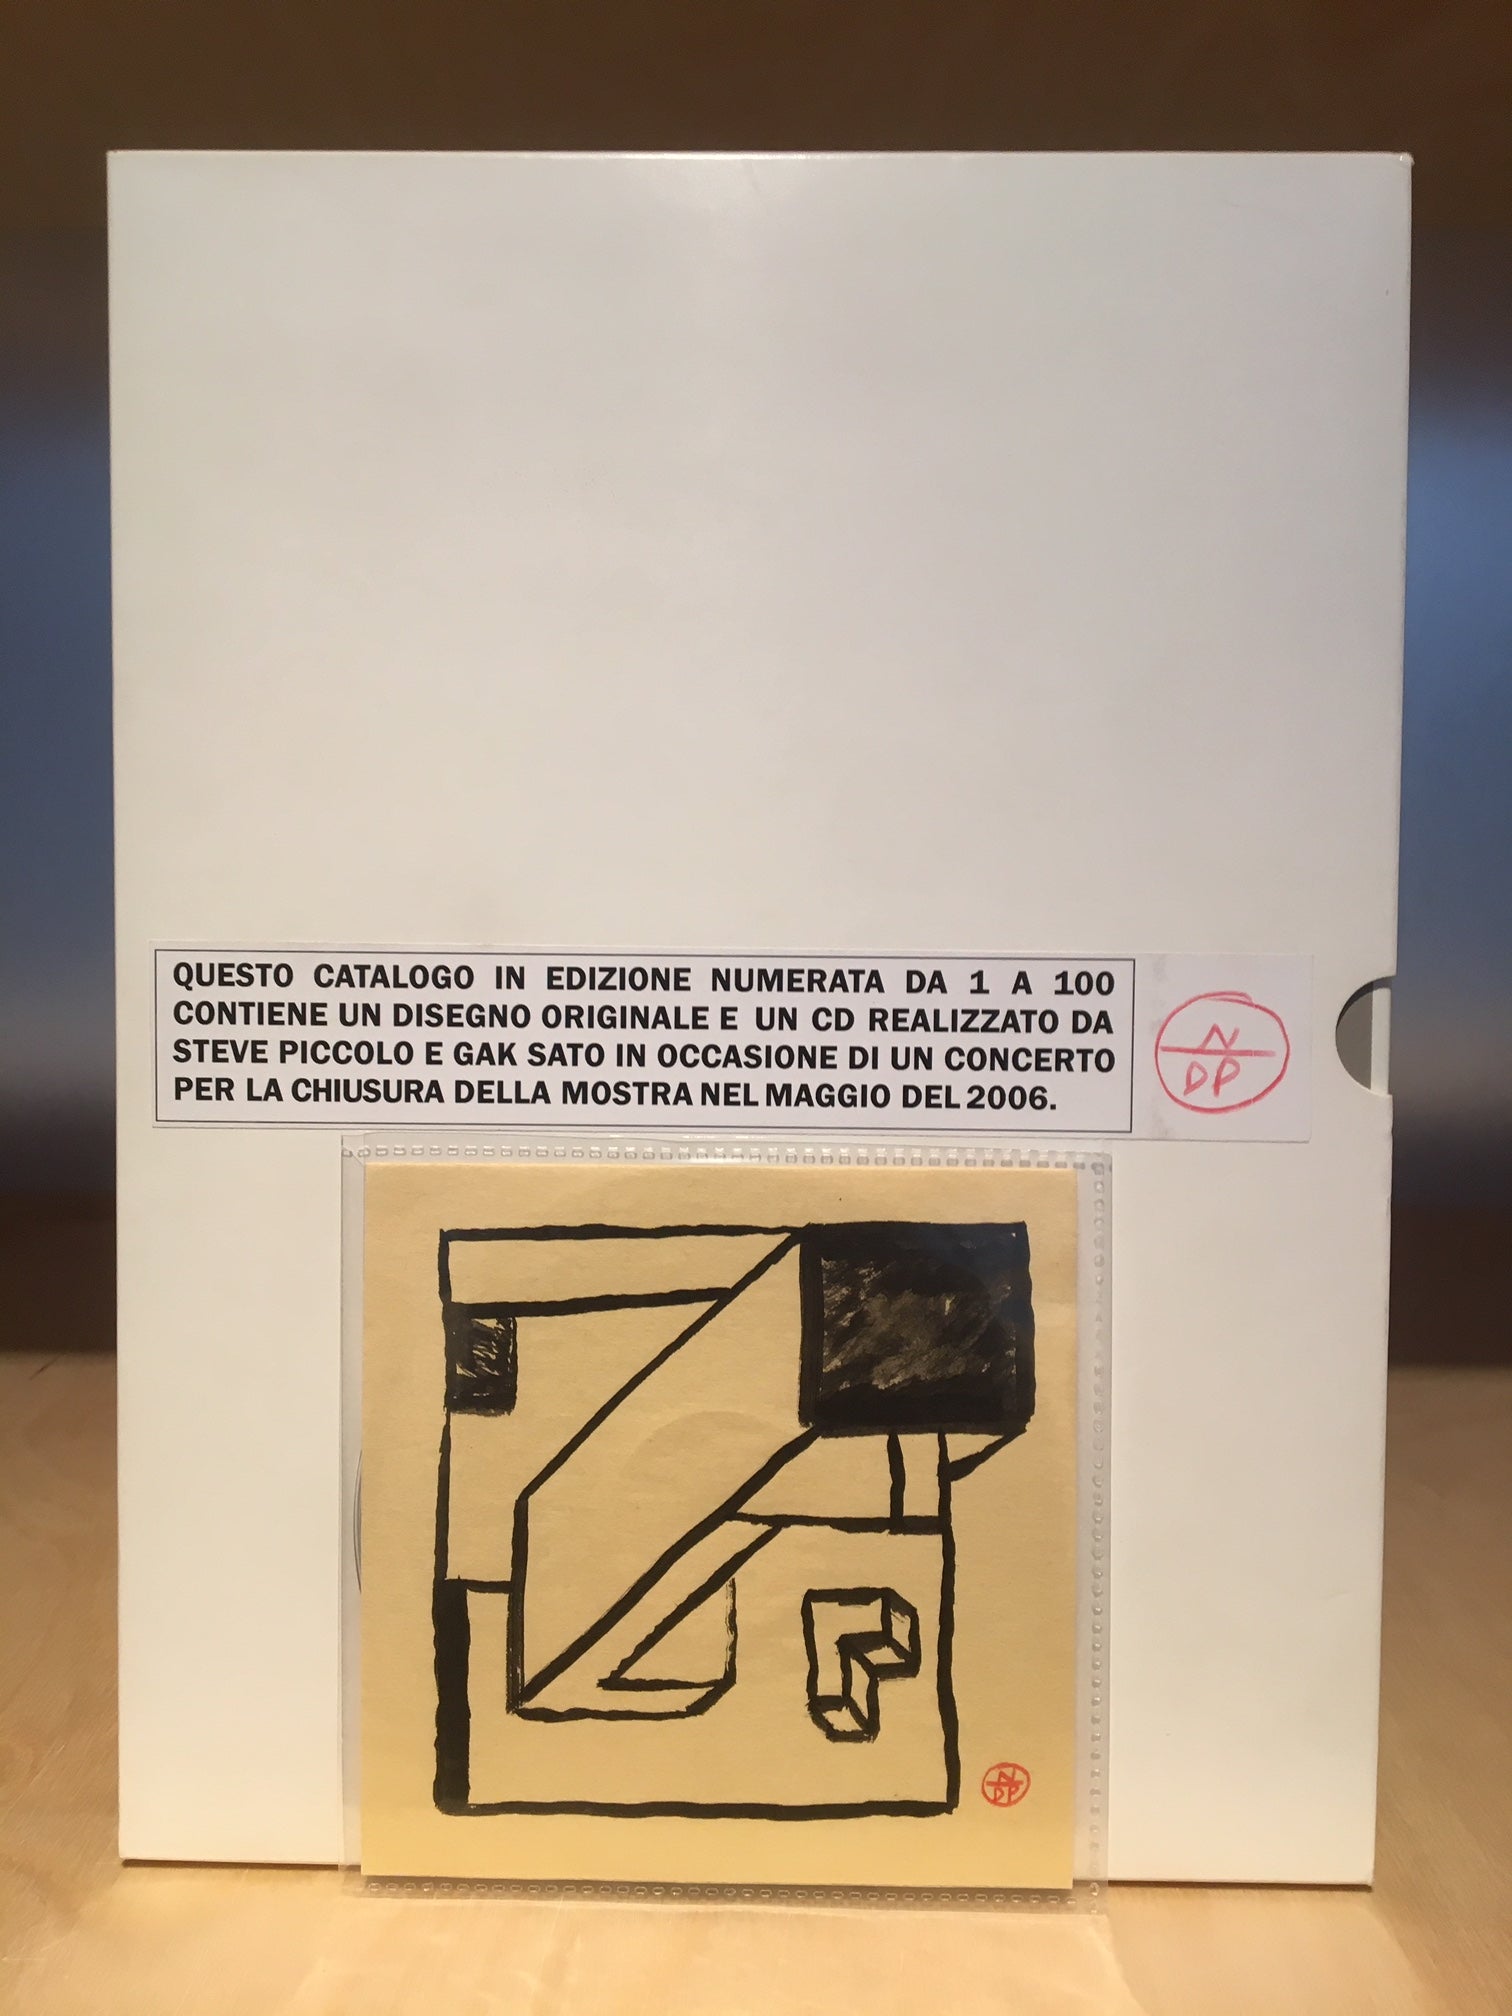 QUESTO CATALOGO IN EDIZIONE NUMERATA DA 1 A 100
CONTIENE UN DISEGNO ORIGINALE E UN CD REALIZZATO DA
STEVE PICCOLO E GAK SATO IN OCCASIONE DI UN CONCERTO
PER LA CHIUSURA DELLA MOSTRA NEL MAGGIO DEL 2006.
N
DP
N
DP